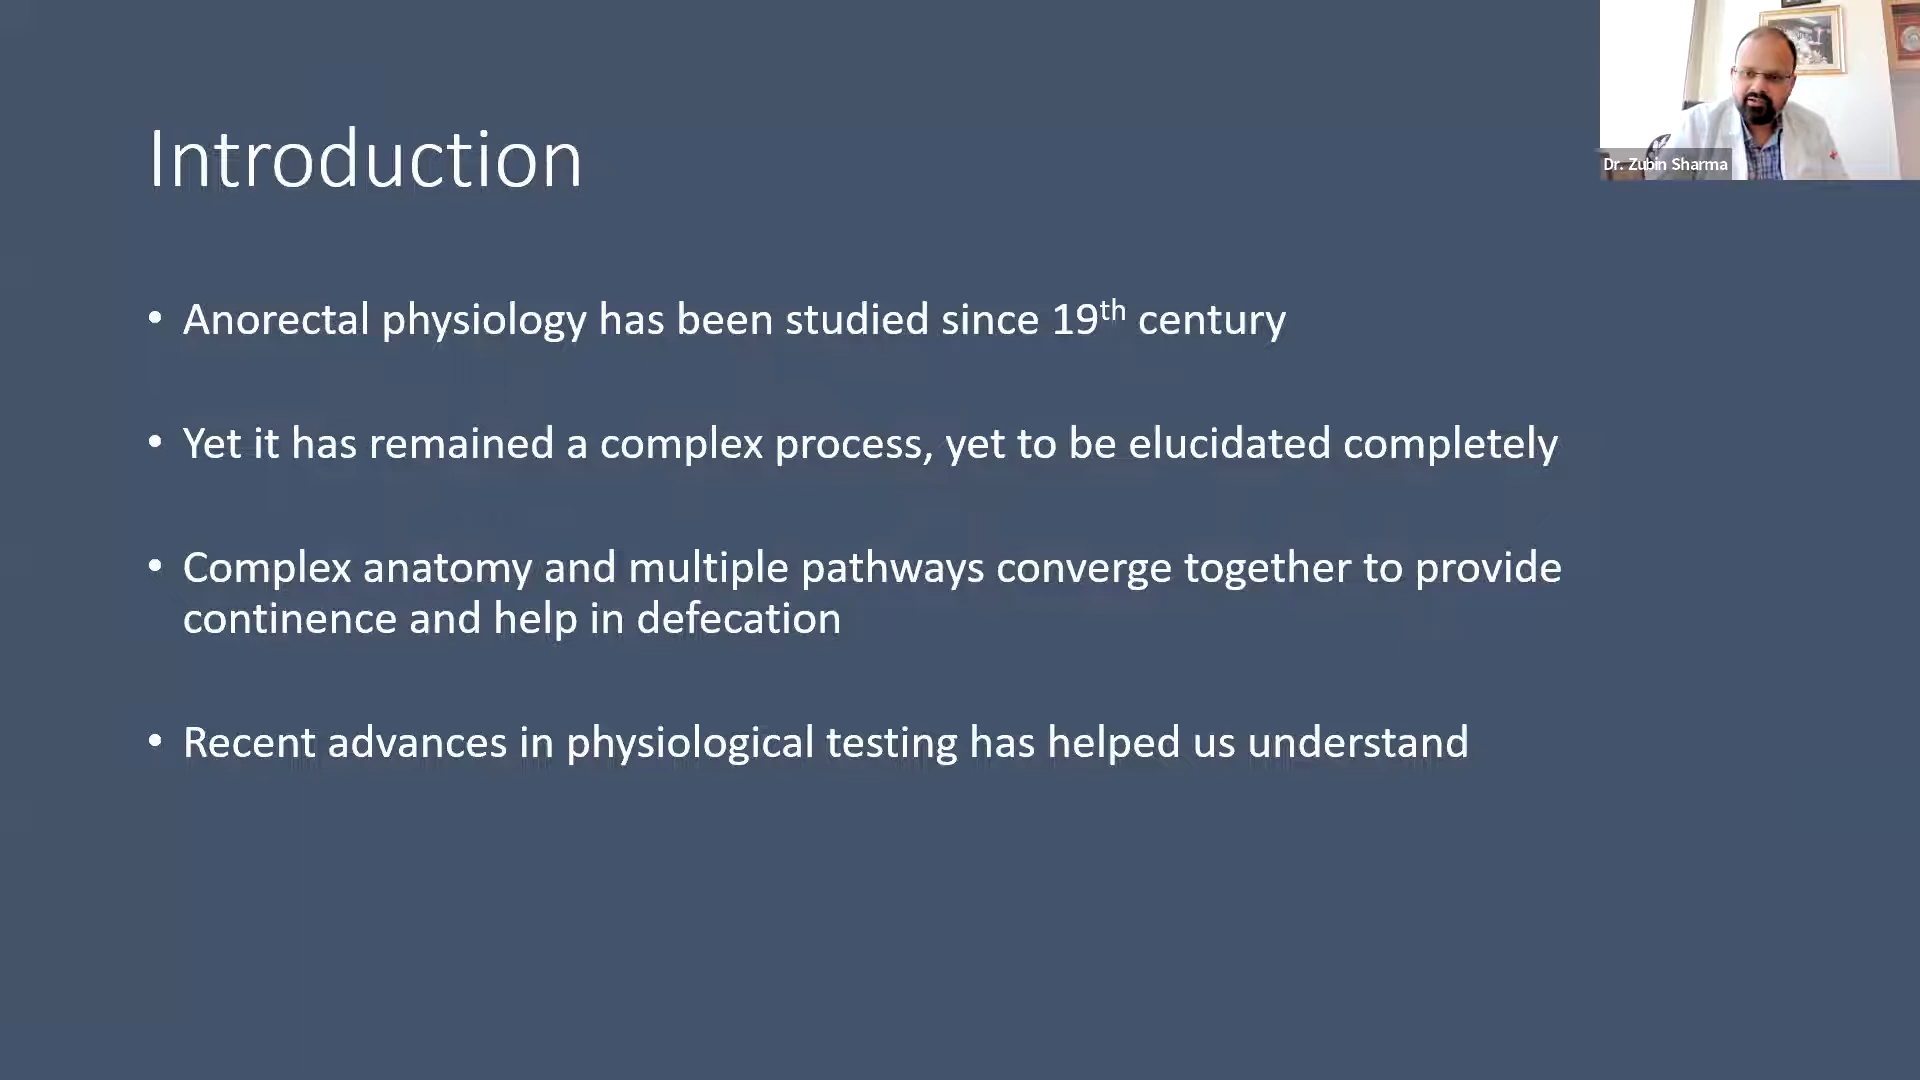 Introduction
• Anorectal physiology has been studied since 19th century
• Yet it has remained a complex process, yet to be elucidated completely
• Complex anatomy and multiple pathways converge together to provide
continence and help in defecation
• Recent advances in physiological testing has helped us understand
Dr. Zubin Sharma